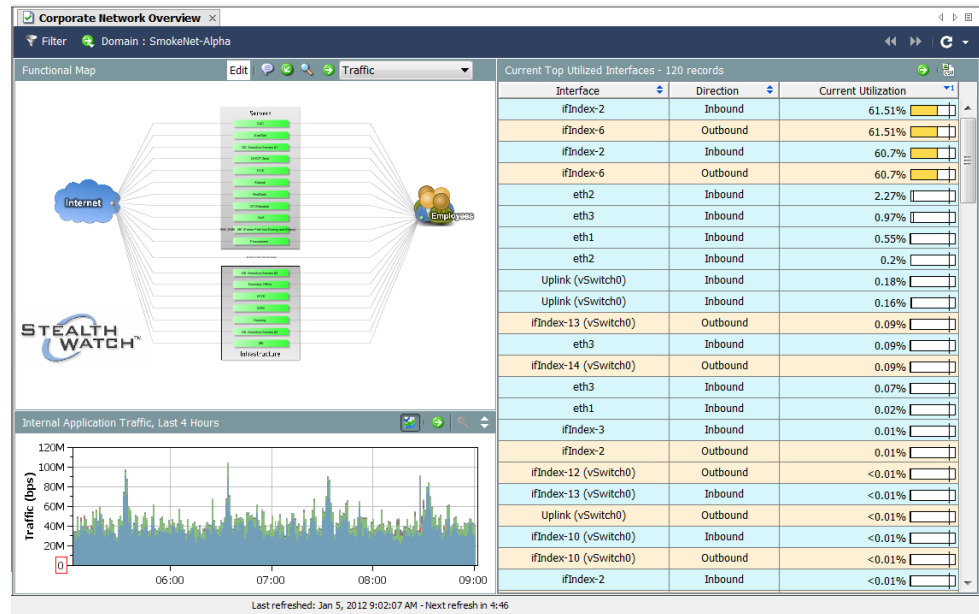 Corporate Network Overview ×
Filter Domain : SmokeNet-Alpha
Functional Map Edit Traffic
Servers
DHCP
Procurement
Internet
Employees
Business Office
Infrastructure
STEALTH
WATCH™
Internal Application Traffic, Last 4 Hours
Traffic (bps)
120M
100M
80M
60M
40M
20M
0
06:00 07:00 08:00 09:00
Current Top Utilized Interfaces - 120 records
Interface Direction Current Utilization 1
ifIndex-2 Inbound 61.51%
ifIndex-6 Outbound 61.51%
ifIndex-2 Inbound 60.7%
ifIndex-6 Outbound 60.7%
eth2 Inbound 2.27%
eth3 Inbound 0.97%
eth1 Inbound 0.55%
eth2 Inbound 0.2%
Uplink (vSwitch0) Inbound 0.18%
Uplink (vSwitch0) Inbound 0.16%
ifIndex-13 (vSwitch0) Outbound 0.09%
eth3 Inbound 0.09%
ifIndex-14 (vSwitch0) Outbound 0.09%
eth3 Inbound 0.07%
eth1 Inbound 0.02%
ifIndex-3 Inbound 0.01%
ifIndex-2 Outbound 0.01%
ifIndex-12 (vSwitch0) Outbound <0.01%
ifIndex-13 (vSwitch0) Inbound <0.01%
Uplink (vSwitch0) Outbound <0.01%
ifIndex-10 (vSwitch0) Inbound <0.01%
ifIndex-10 (vSwitch0) Outbound <0.01%
ifIndex-2 Inbound <0.01%
Last refreshed: Jan 5, 2012 9:02:07 AM - Next refresh in 4:46